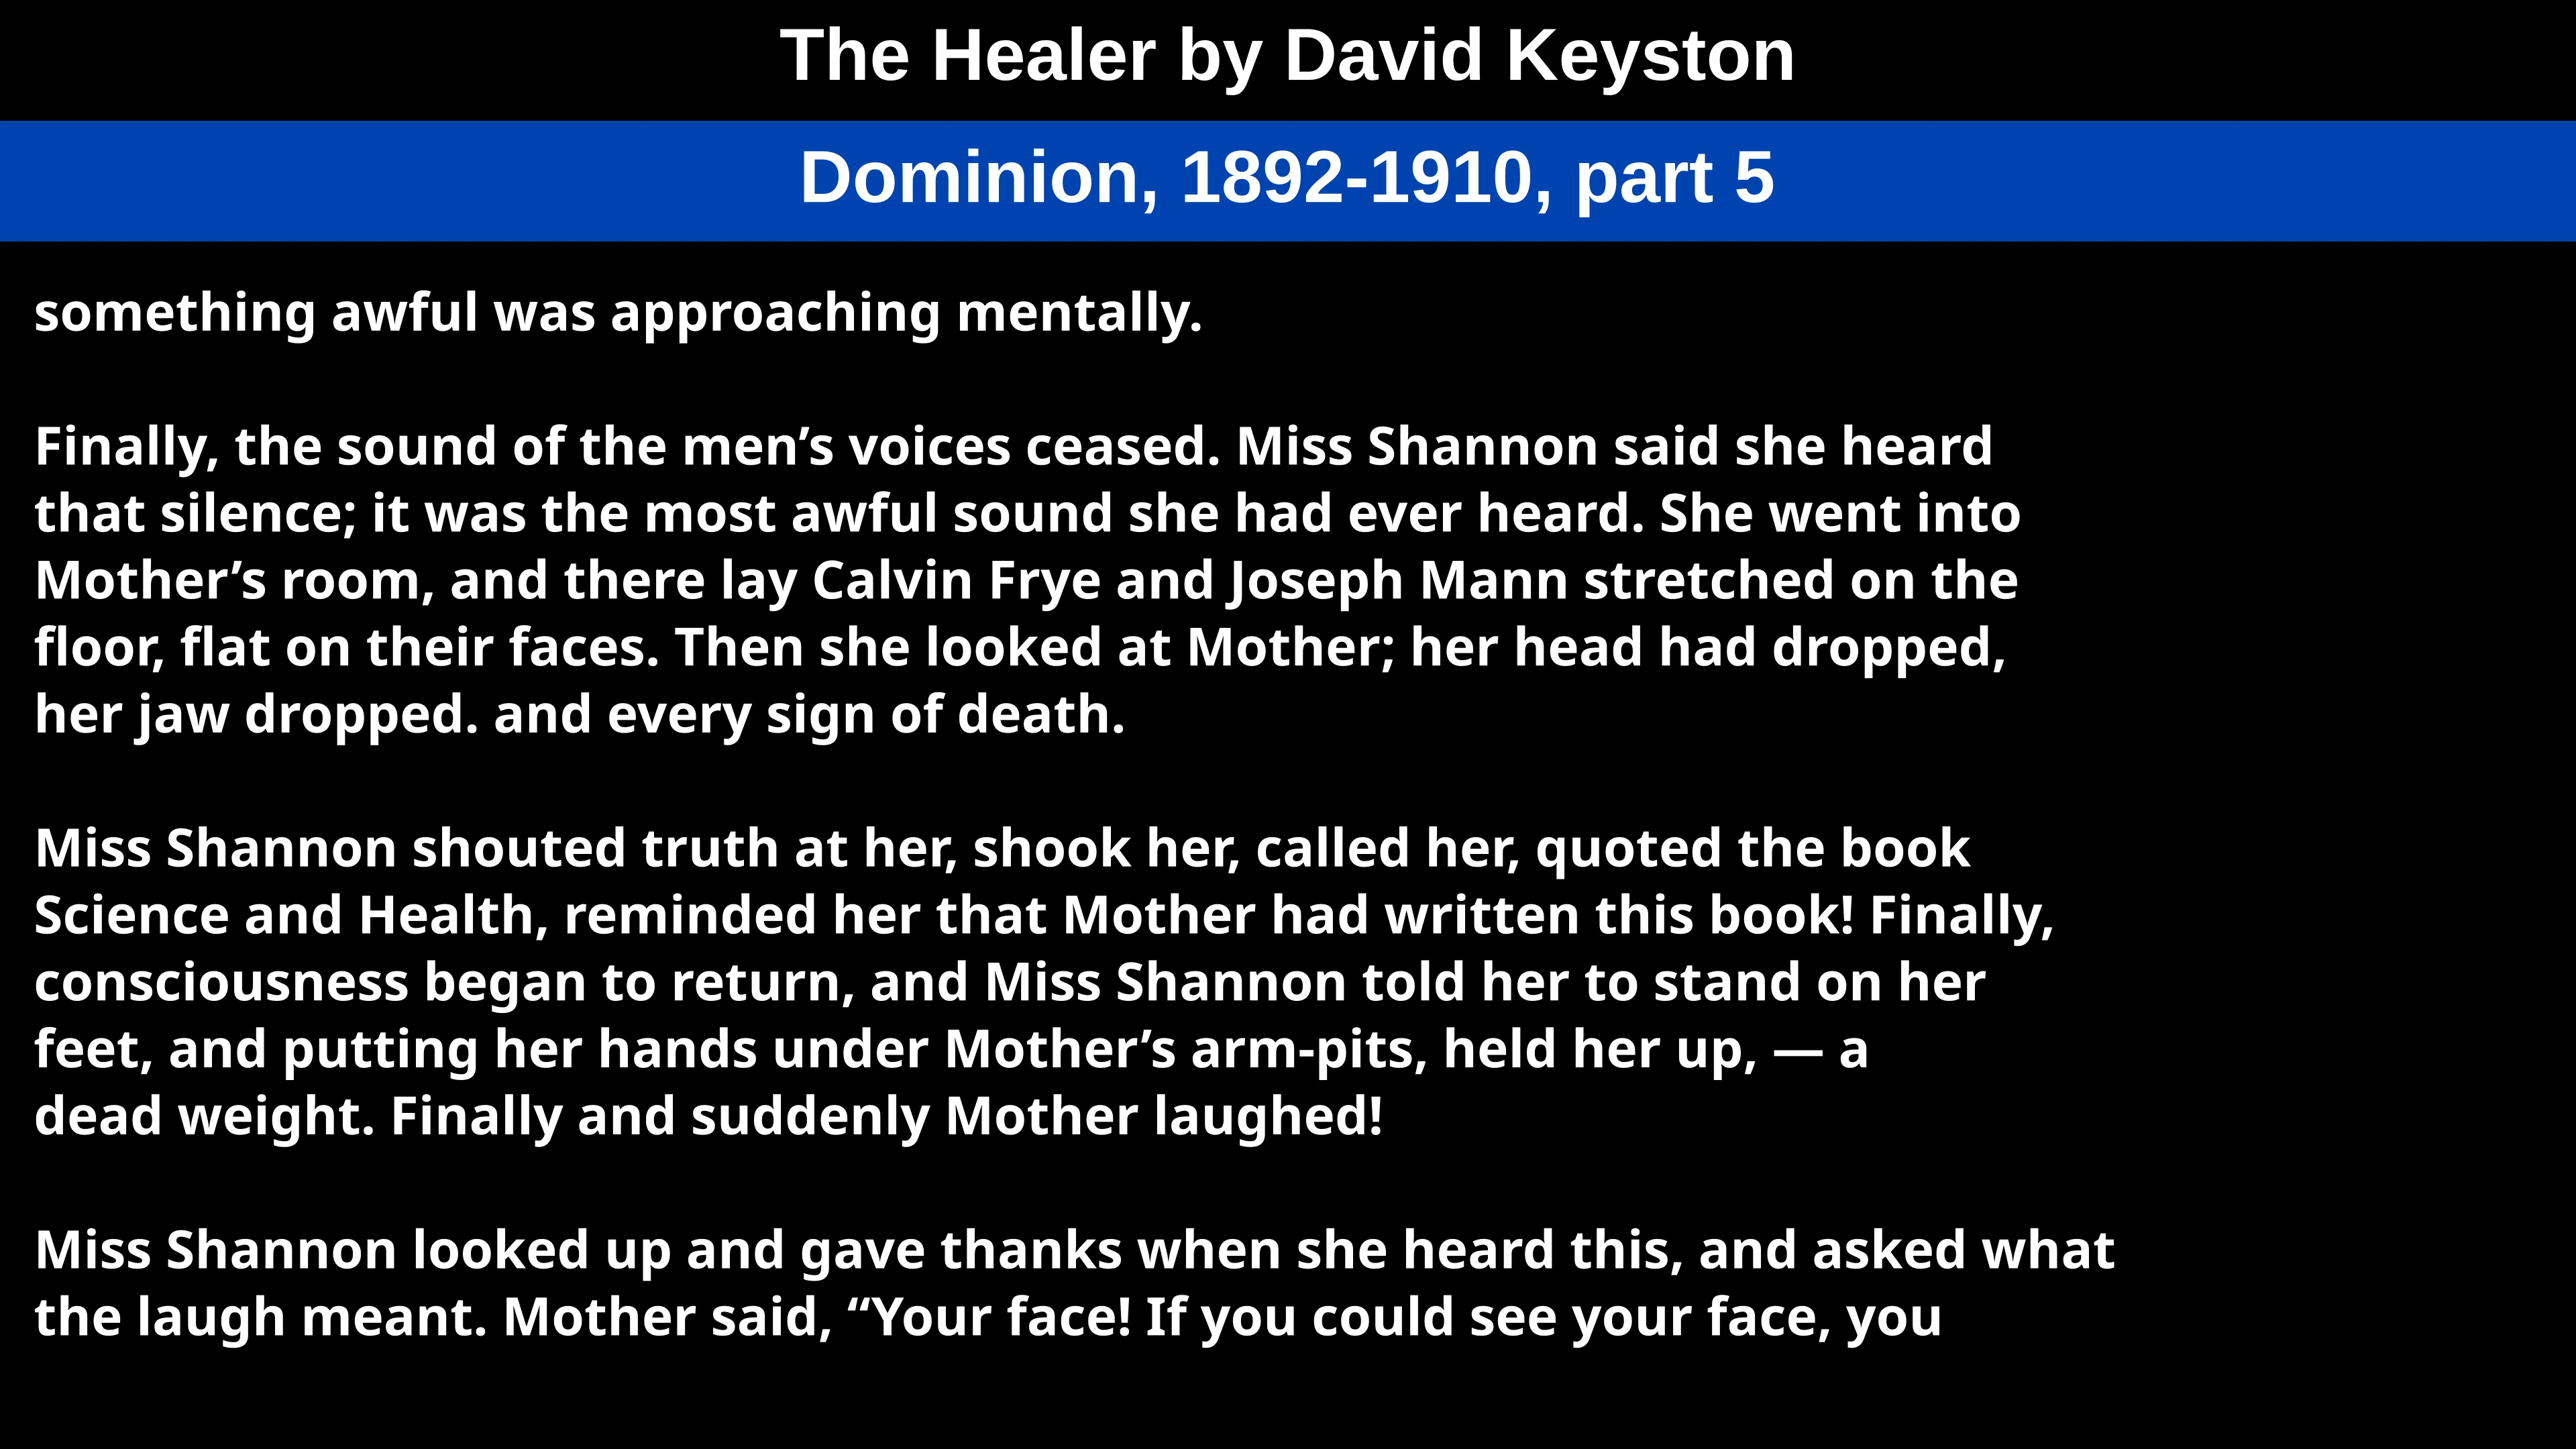 The Healer by David Keyston
Dominion, 1892-1910, part 5
something awful was approaching mentally.
Finally, the sound of the men’s voices ceased. Miss Shannon said she heard
that silence; it was the most awful sound she had ever heard. She went into
Mother’s room, and there lay Calvin Frye and Joseph Mann stretched on the
floor, flat on their faces. Then she looked at Mother; her head had dropped,
her jaw dropped. and every sign of death.
Miss Shannon shouted truth at her, shook her, called her, quoted the book
Science and Health, reminded her that Mother had written this book! Finally,
consciousness began to return, and Miss Shannon told her to stand on her
feet, and putting her hands under Mother’s arm-pits, held her up, — a
dead weight. Finally and suddenly Mother laughed!
Miss Shannon looked up and gave thanks when she heard this, and asked what
the laugh meant. Mother said, “Your face! If you could see your face, you